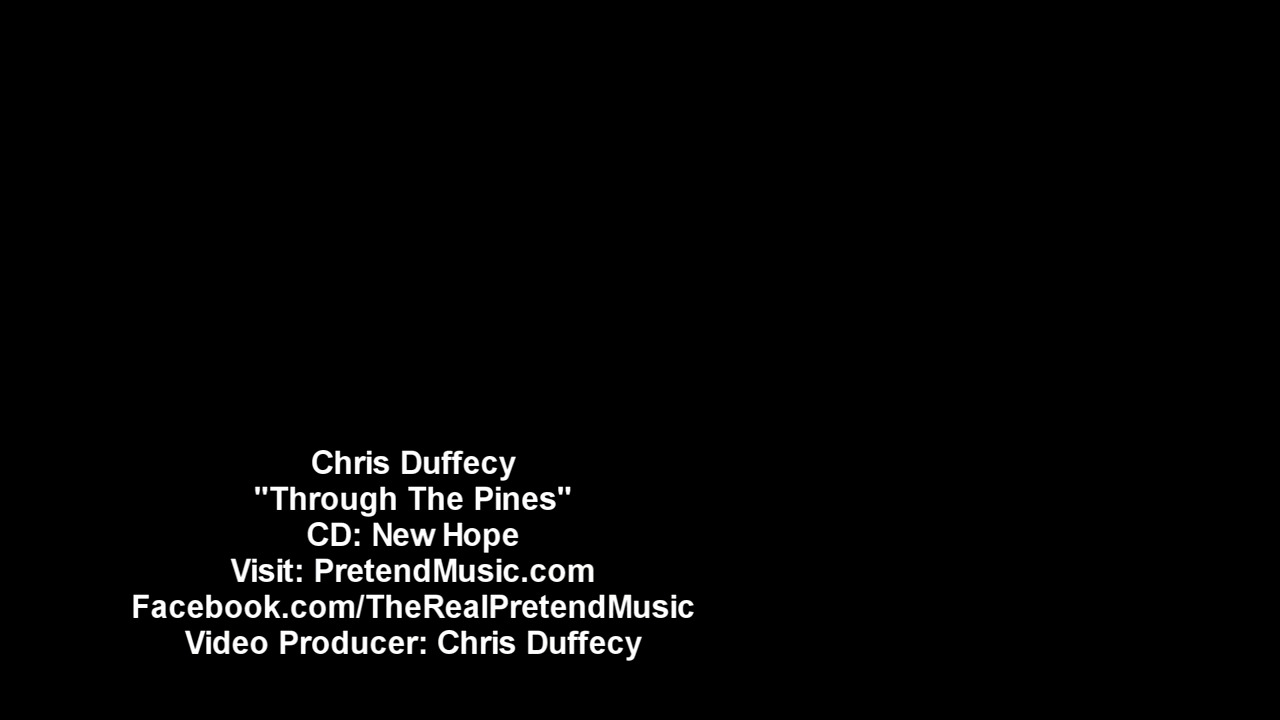 Chris Duffecy
"Through The Pines"
CD: New Hope
Visit: PretendMusic.com
Facebook.com/TheRealPretendMusic
Video Producer: Chris Duffecy